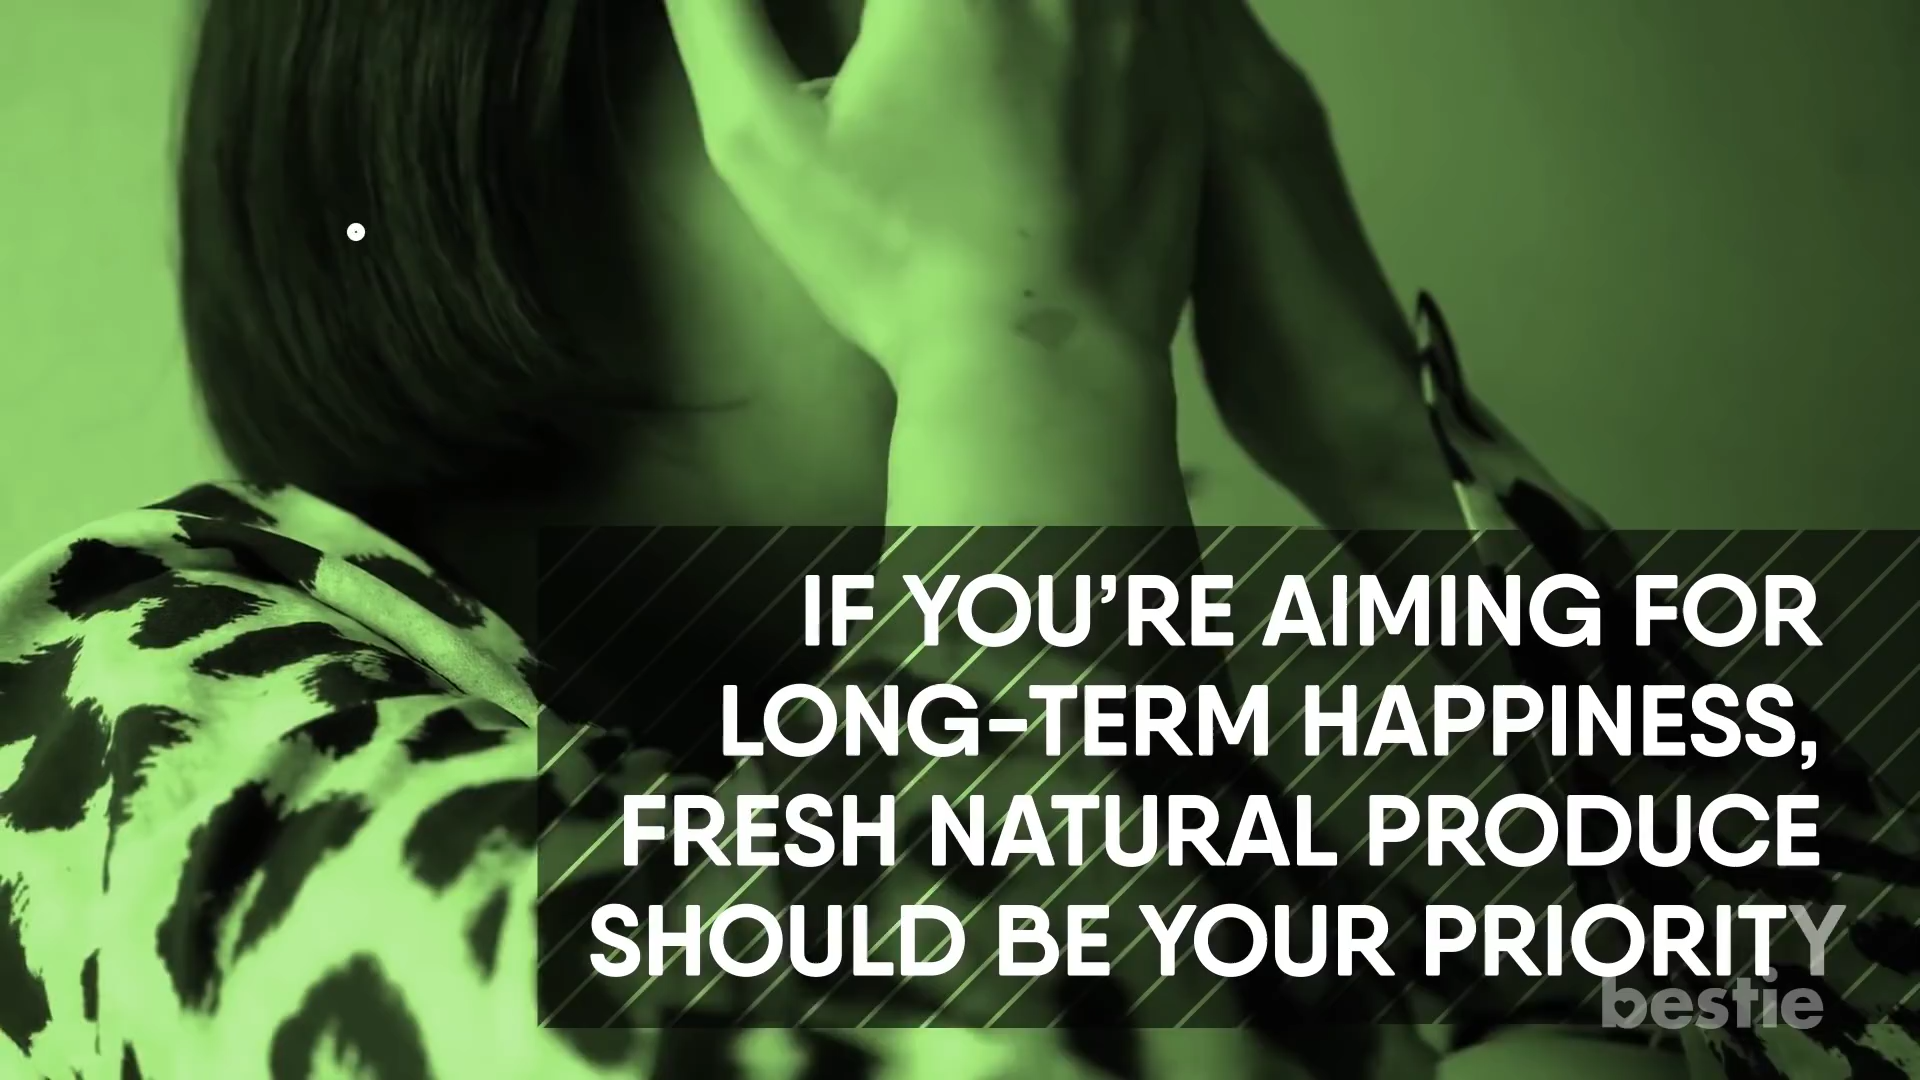 IF YOU’RE AIMING FOR
LONG-TERM HAPPINESS,
FRESH NATURAL PRODUCE
SHOULD BE YOUR PRIORITY
bestie